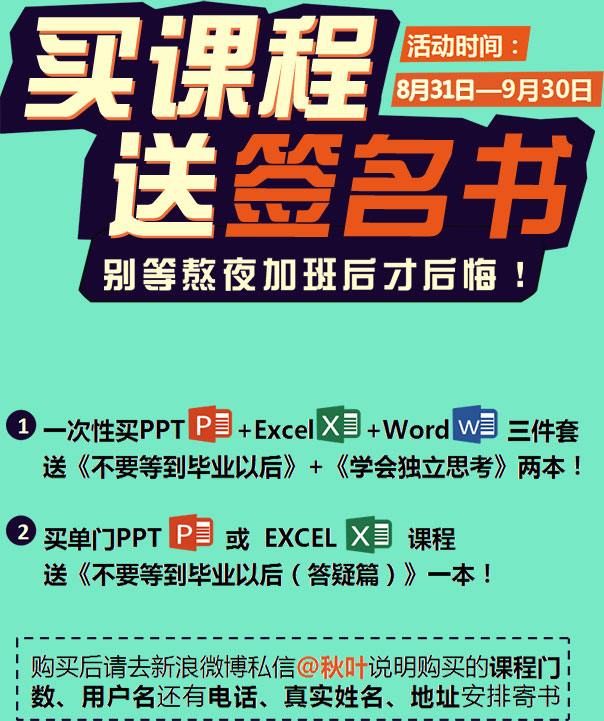 买课程
活动时间：
8月31日—9月30日
送签名书
别等熬夜加班后才后悔！
1 一次性买PPT P +Excel X +Word W 三件套
送《不要等到毕业以后》+《学会独立思考》两本！
2 买单门PPT P 或 EXCEL X 课程
送《不要等到毕业以后（答疑篇）》一本！
购买后请去新浪微博私信@秋叶说明购买的课程门
数、用户名还有电话、真实姓名、地址安排寄书